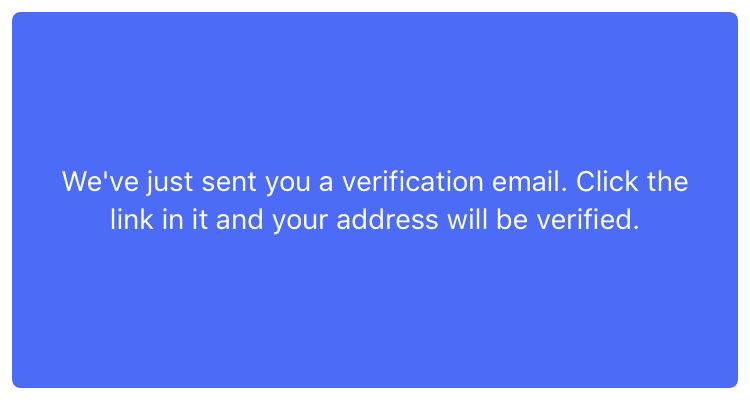 We've just sent you a verification email. Click the
link in it and your address will be verified.